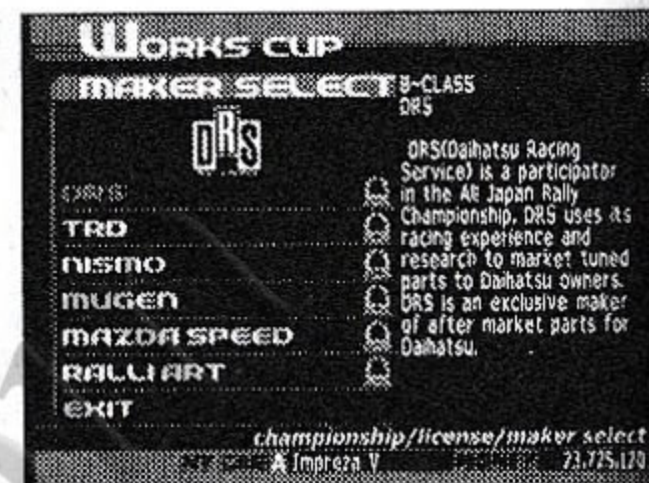 WORKS CUP
MAKER SELECT
B-CLASS
DRS
DRS
DRS(Daihatsu Racing
Service) is a participator
in the All Japan Rally
Championship. DRS uses its
racing experience and
research to market tuned
parts to Daihatsu owners.
DRS is an exclusive maker
of after market parts for
Daihatsu.
DRS
TRD
NISMO
MUGEN
MAZDA SPEED
RALLI ART
EXIT
championship/license/maker select
A Impreza V
23,725,120